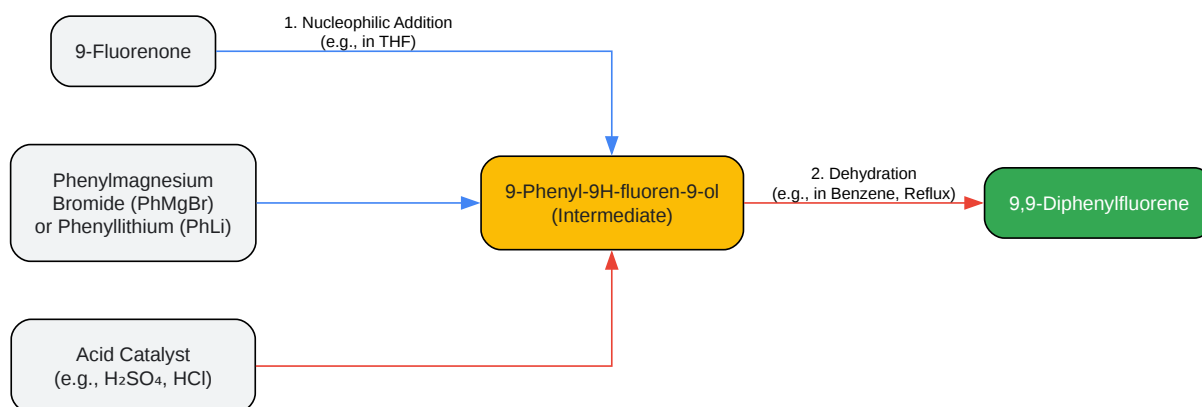 1. Nucleophilic Addition
(e.g., in THF)
9-Fluorenone
Phenylmagnesium
Bromide (PhMgBr)
or Phenyllithium (PhLi)
9-Phenyl-9H-fluoren-9-ol
(Intermediate)
2. Dehydration
(e.g., in Benzene, Reflux)
9,9-Diphenylfluorene
Acid Catalyst
(e.g., H₂SO₄, HCl)